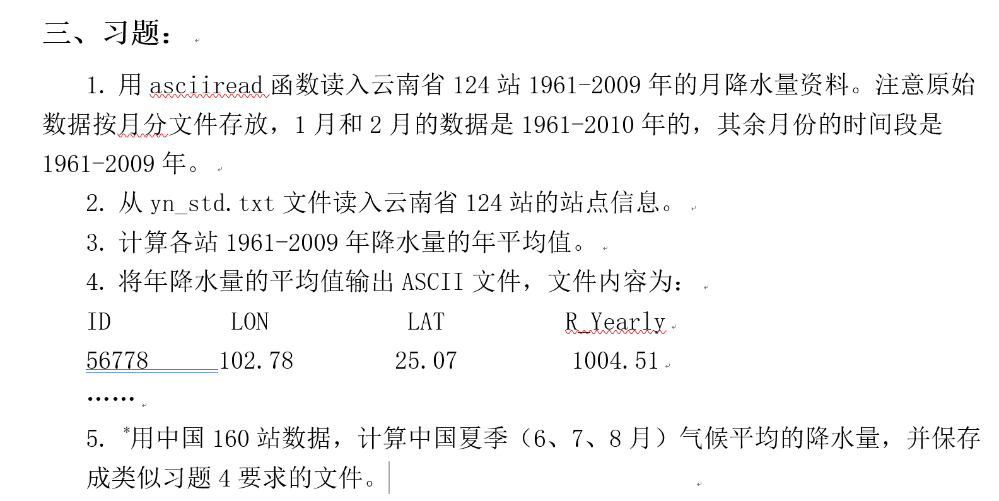 三、习题：
1. 用 asciiread 函数读入云南省 124 站 1961-2009 年的月降水量资料。注意原始
数据按月分文件存放，1 月和 2 月的数据是 1961-2010 年的，其余月份的时间段是
1961-2009 年。
2. 从 yn_std.txt 文件读入云南省 124 站的站点信息。
3. 计算各站 1961-2009 年降水量的年平均值。
4. 将年降水量的平均值输出 ASCII 文件，文件内容为：
ID LON LAT R_Yearly
56778 102.78 25.07 1004.51
……
5. *用中国 160 站数据，计算中国夏季（6、7、8 月）气候平均的降水量，并保存
成类似习题 4 要求的文件。